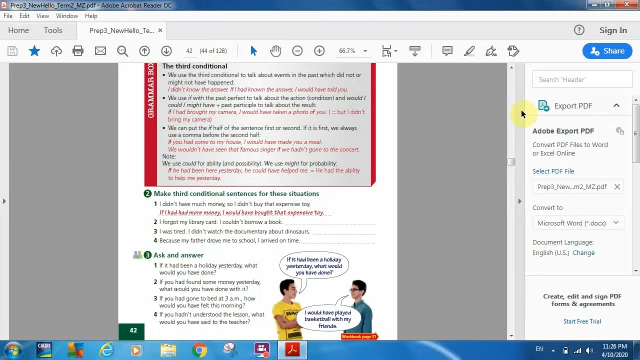 Prep3_NewHello_Term2_MZ.pdf - Adobe Acrobat Reader DC
File Edit View Window Help
Home Tools Prep3_NewHello_Ter... × Sign In
42 (44 of 128) 66.7% Share
GRAMMAR BOX
The third conditional
• We use the third conditional to talk about events in the past which did not or
might not have happened:
I didn't know the answer. If I had known the answer, I would have told you.
• We use if with the past perfect to talk about the action (condition) and would /
could / might have + past participle to talk about the result:
If I had brought my camera, I would have taken a photo of you. ( = but I didn't
bring my camera)
• We can put the if half of the sentence first or second. If it is first, we always
use a comma before the second half:
If you had come to my house, I would have made you a meal.
We wouldn't have seen that famous singer if we hadn't gone to the concert.
Note:
We use could for ability (and possibility). We use might for probability:
If he had been here yesterday, he could have helped me. = He had the ability
to help me yesterday.
2 Make third conditional sentences for these situations
1 I didn't have much money, so I didn't buy that expensive toy.
If I had had more money, I would have bought that expensive toy.
2 I forgot my library card. I couldn't borrow a book.
3 I was tired. I didn't watch the documentary about dinosaurs.
4 Because my father drove me to school, I arrived on time.
3 Ask and answer
1 If it had been a holiday yesterday, what
would you have done?
2 If you had found some money yesterday,
what would you have done with it?
3 If you had gone to bed at 3 a.m., how
would you have felt this morning?
4 If you hadn't understood the lesson, what
would you have said to the teacher?
If it had been a holiday
yesterday, what would
you have done?
I would have played
basketball with my
friends.
42
Workbook page 31
Search 'Header'
Export PDF
Adobe Export PDF
Convert PDF Files to Word
or Excel Online
Select PDF File
Prep3_New...m2_MZ.pdf ×
Convert to
Microsoft Word (*.docx)
Document Language:
English (U.S.) Change
Create, edit and sign PDF
forms & agreements
Start Free Trial
EN
11:26 PM
4/10/2020